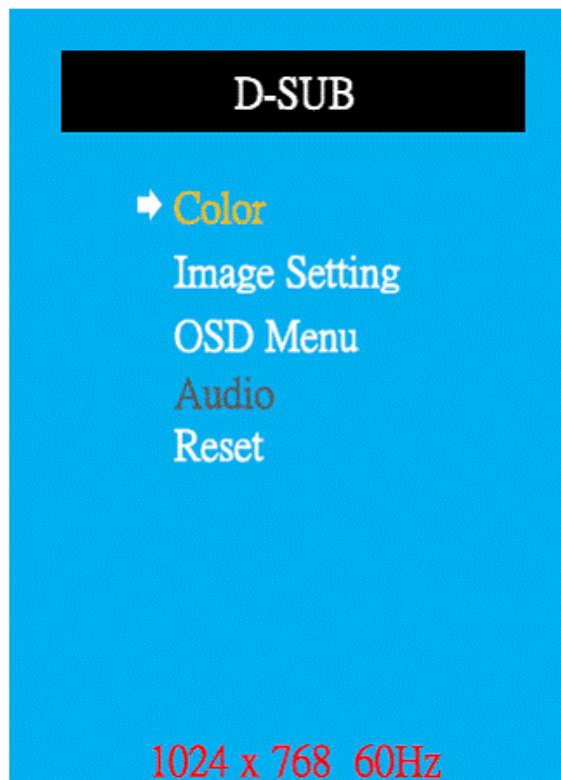 D-SUB
Color
Image Setting
OSD Menu
Audio
Reset
1024 x 768 60Hz